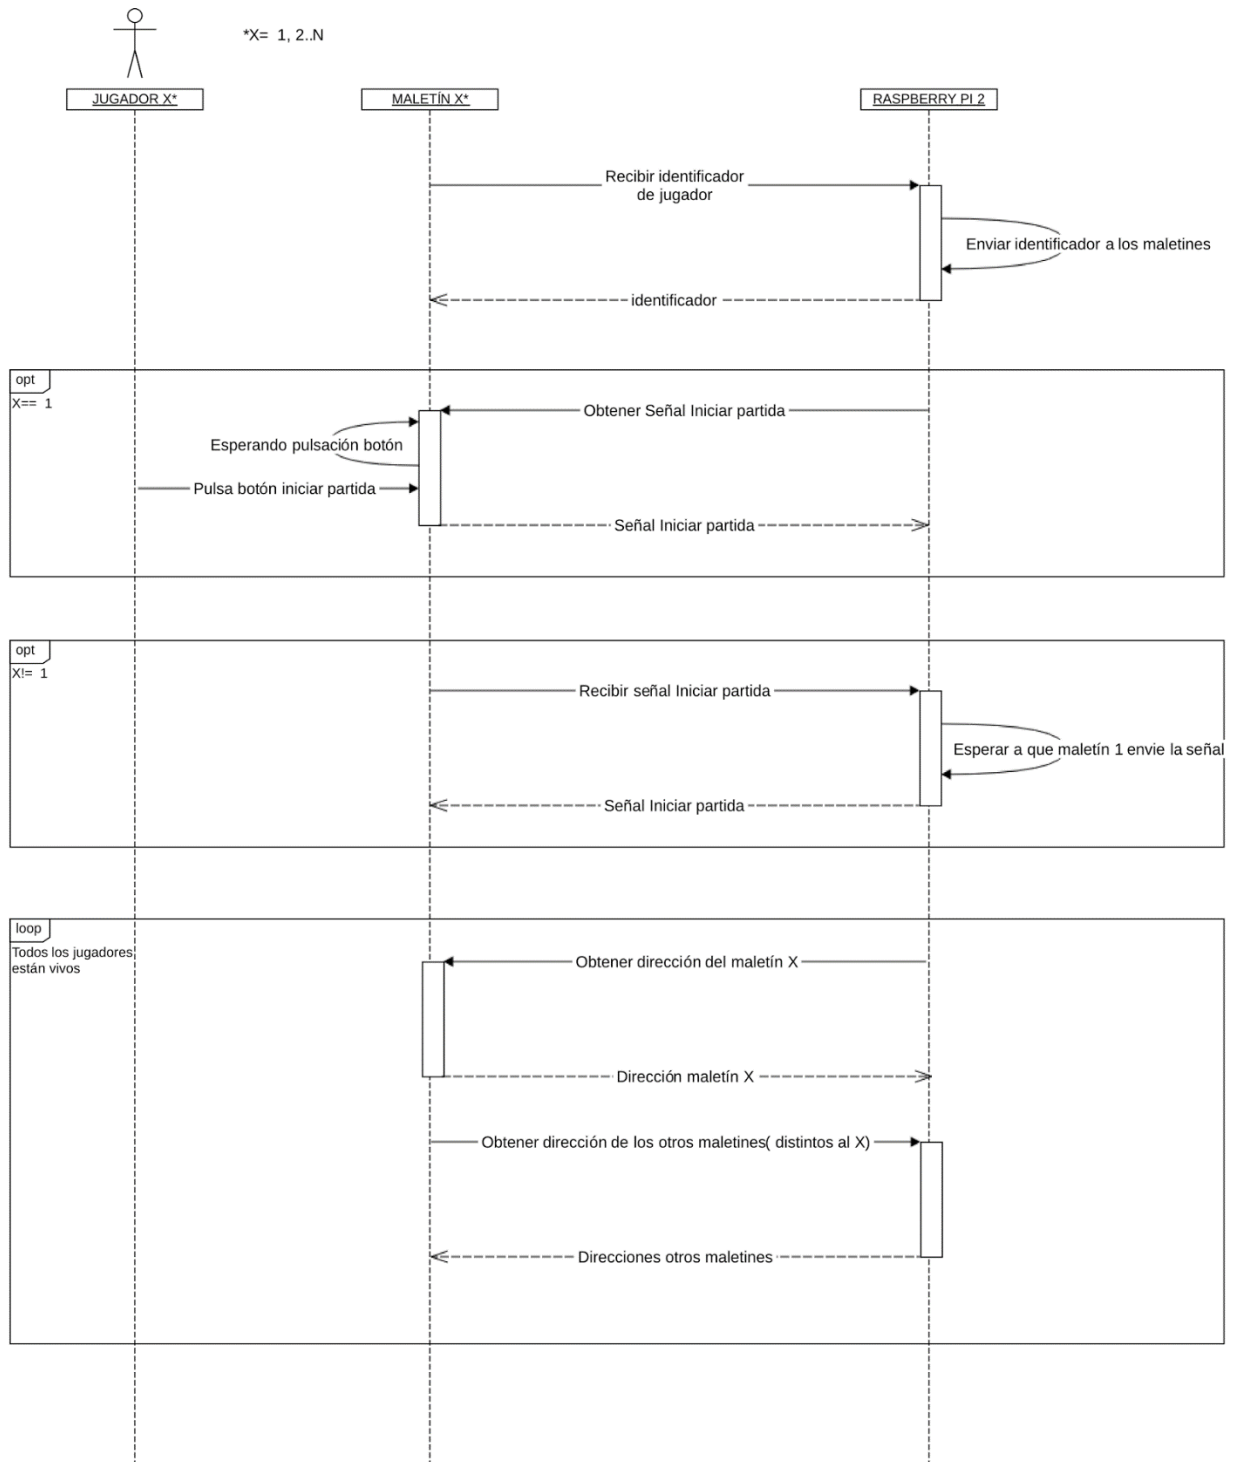 *X=  1, 2..N
JUGADOR X*
MALETÍN X*
RASPBERRY PI 2
Recibir identificador
de jugador
Enviar identificador a los maletines
identificador
opt
X==  1
Obtener Señal Iniciar partida
Esperando pulsación botón
Pulsa botón iniciar partida
Señal Iniciar partida
opt
X!=  1
Recibir señal Iniciar partida
Esperar a que maletín 1 envie la señal
Señal Iniciar partida
loop
Todos los jugadores
están vivos
Obtener dirección del maletín X
Dirección maletín X
Obtener dirección de los otros maletines( distintos al X)
Direcciones otros maletines